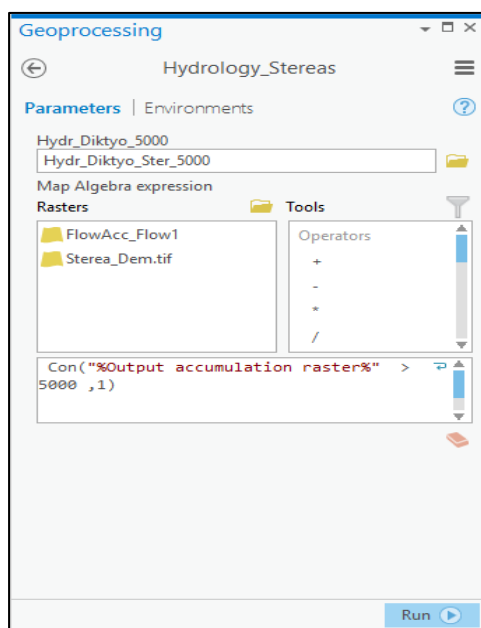 Geoprocessing
Hydrology_Stereas
Parameters | Environments
Hydr_Diktyo_5000
Hydr_Diktyo_Ster_5000
Map Algebra expression
Rasters Tools
FlowAcc_Flow1 Operators
Sterea_Dem.tif +
-
*
/
Con("%Output accumulation raster%" >
5000 ,1)
Run